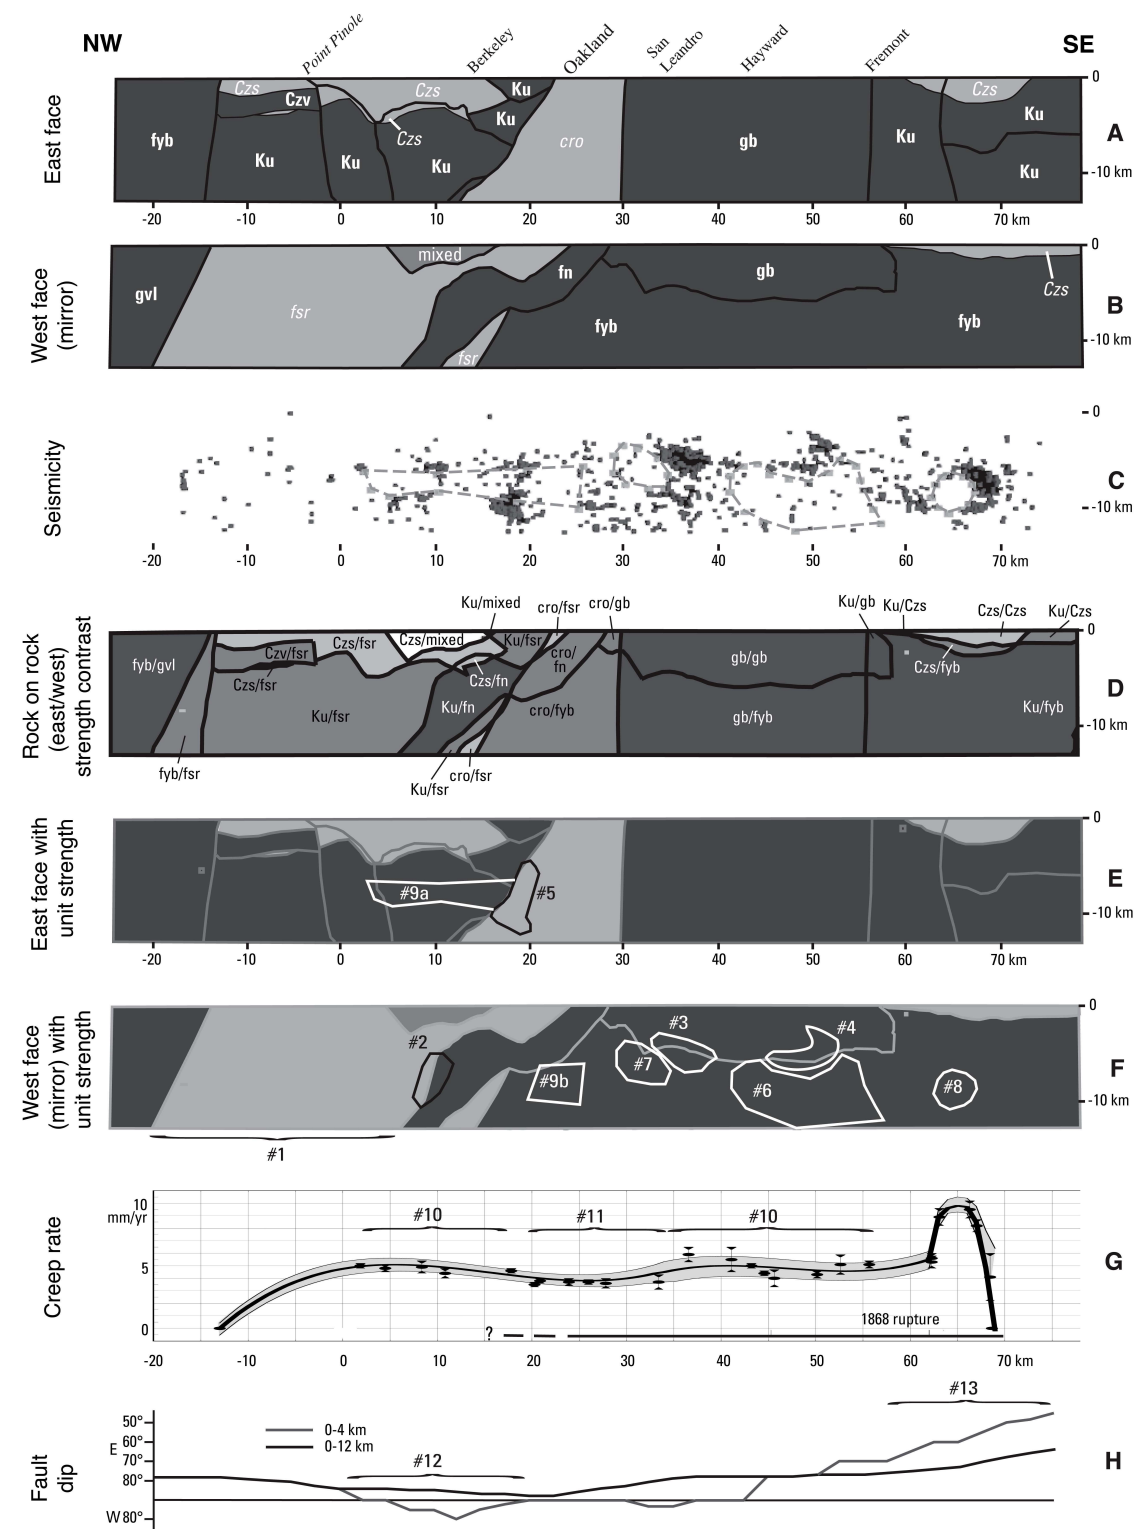 NW
Point Pinole
Berkeley
Oakland
San
Leandro
Hayward
Fremont
SE
East face
Czs
Czv
Czs
Ku
Ku
Czs
Czs
Ku
fyb
Ku
Ku
Ku
cro
gb
Ku
Ku
0
A
-10 km
-20 -10 0 10 20 30 40 50 60 70 km
West face
(mirror)
mixed
gvl
fsr
fn
gb
fyb
fsr
fyb
Czs
0
B
-10 km
Seismicity
0
C
-10 km
-20 -10 0 10 20 30 40 50 60 70 km
Rock on rock
(east/west)
strength contrast
Ku/mixed
cro/fsr
cro/gb
Ku/gb
Ku/Czs
Czs/Czs
Ku/Czs
fyb/gvl
Czv/fsr
Czs/fsr
Czs/mixed
Ku/fsr
cro/
fn
gb/gb
Czs/fyb
Czs/fsr
Czs/fn
Ku/fsr
Ku/fn
cro/fyb
gb/fyb
Ku/fyb
fyb/fsr
Ku/fsr
cro/fsr
0
D
-10 km
East face with
unit strength
#9a
#5
0
E
-10 km
-20 -10 0 10 20 30 40 50 60 70 km
West face
(mirror) with
unit strength
#2
#3
#4
#7
#9b
#6
#8
0
F
-10 km
#1
Creep rate
10
mm/yr
5
0
#10
#11
#10
G
?
1868 rupture
-20 -10 0 10 20 30 40 50 60 70 km
Fault
dip
50°
E 60°
70°
80°
W 80°
0-4 km
0-12 km
#12
#13
H